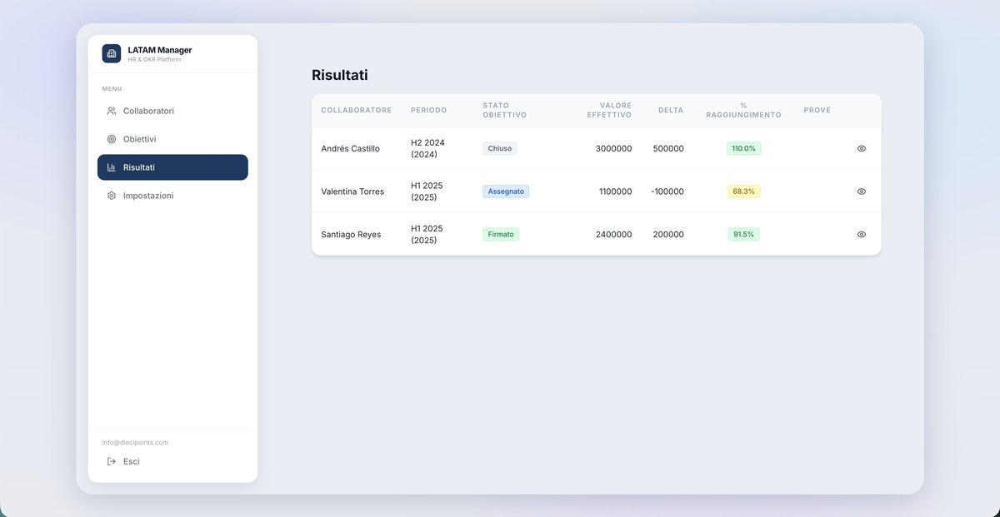 LATAM Manager
HR & OKR Platform
MENU
Collaboratori
Obiettivi
Risultati
Impostazioni
info@diecipoints.com
Esci
Risultati
COLLABORATORE PERIODO STATO OBIETTIVO VALORE EFFETTIVO DELTA % RAGGIUNGIMENTO PROVE
Andrés Castillo H2 2024 (2024) Chiuso 3000000 500000 110.0%
Valentina Torres H1 2025 (2025) Assegnato 1100000 -100000 68.3%
Santiago Reyes H1 2025 (2025) Firmato 2400000 200000 91.5%